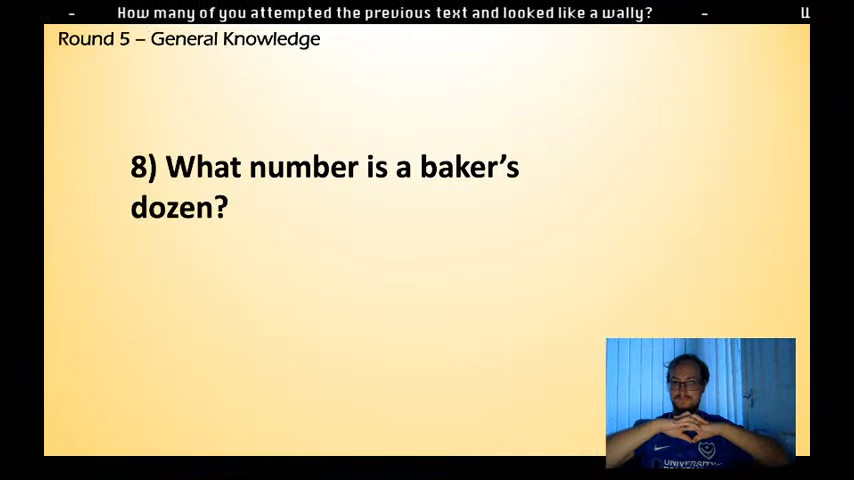 - How many of you attempted the previous text and looked like a wally? -
Round 5 – General Knowledge
8) What number is a baker's
dozen?
UNIVERSITY